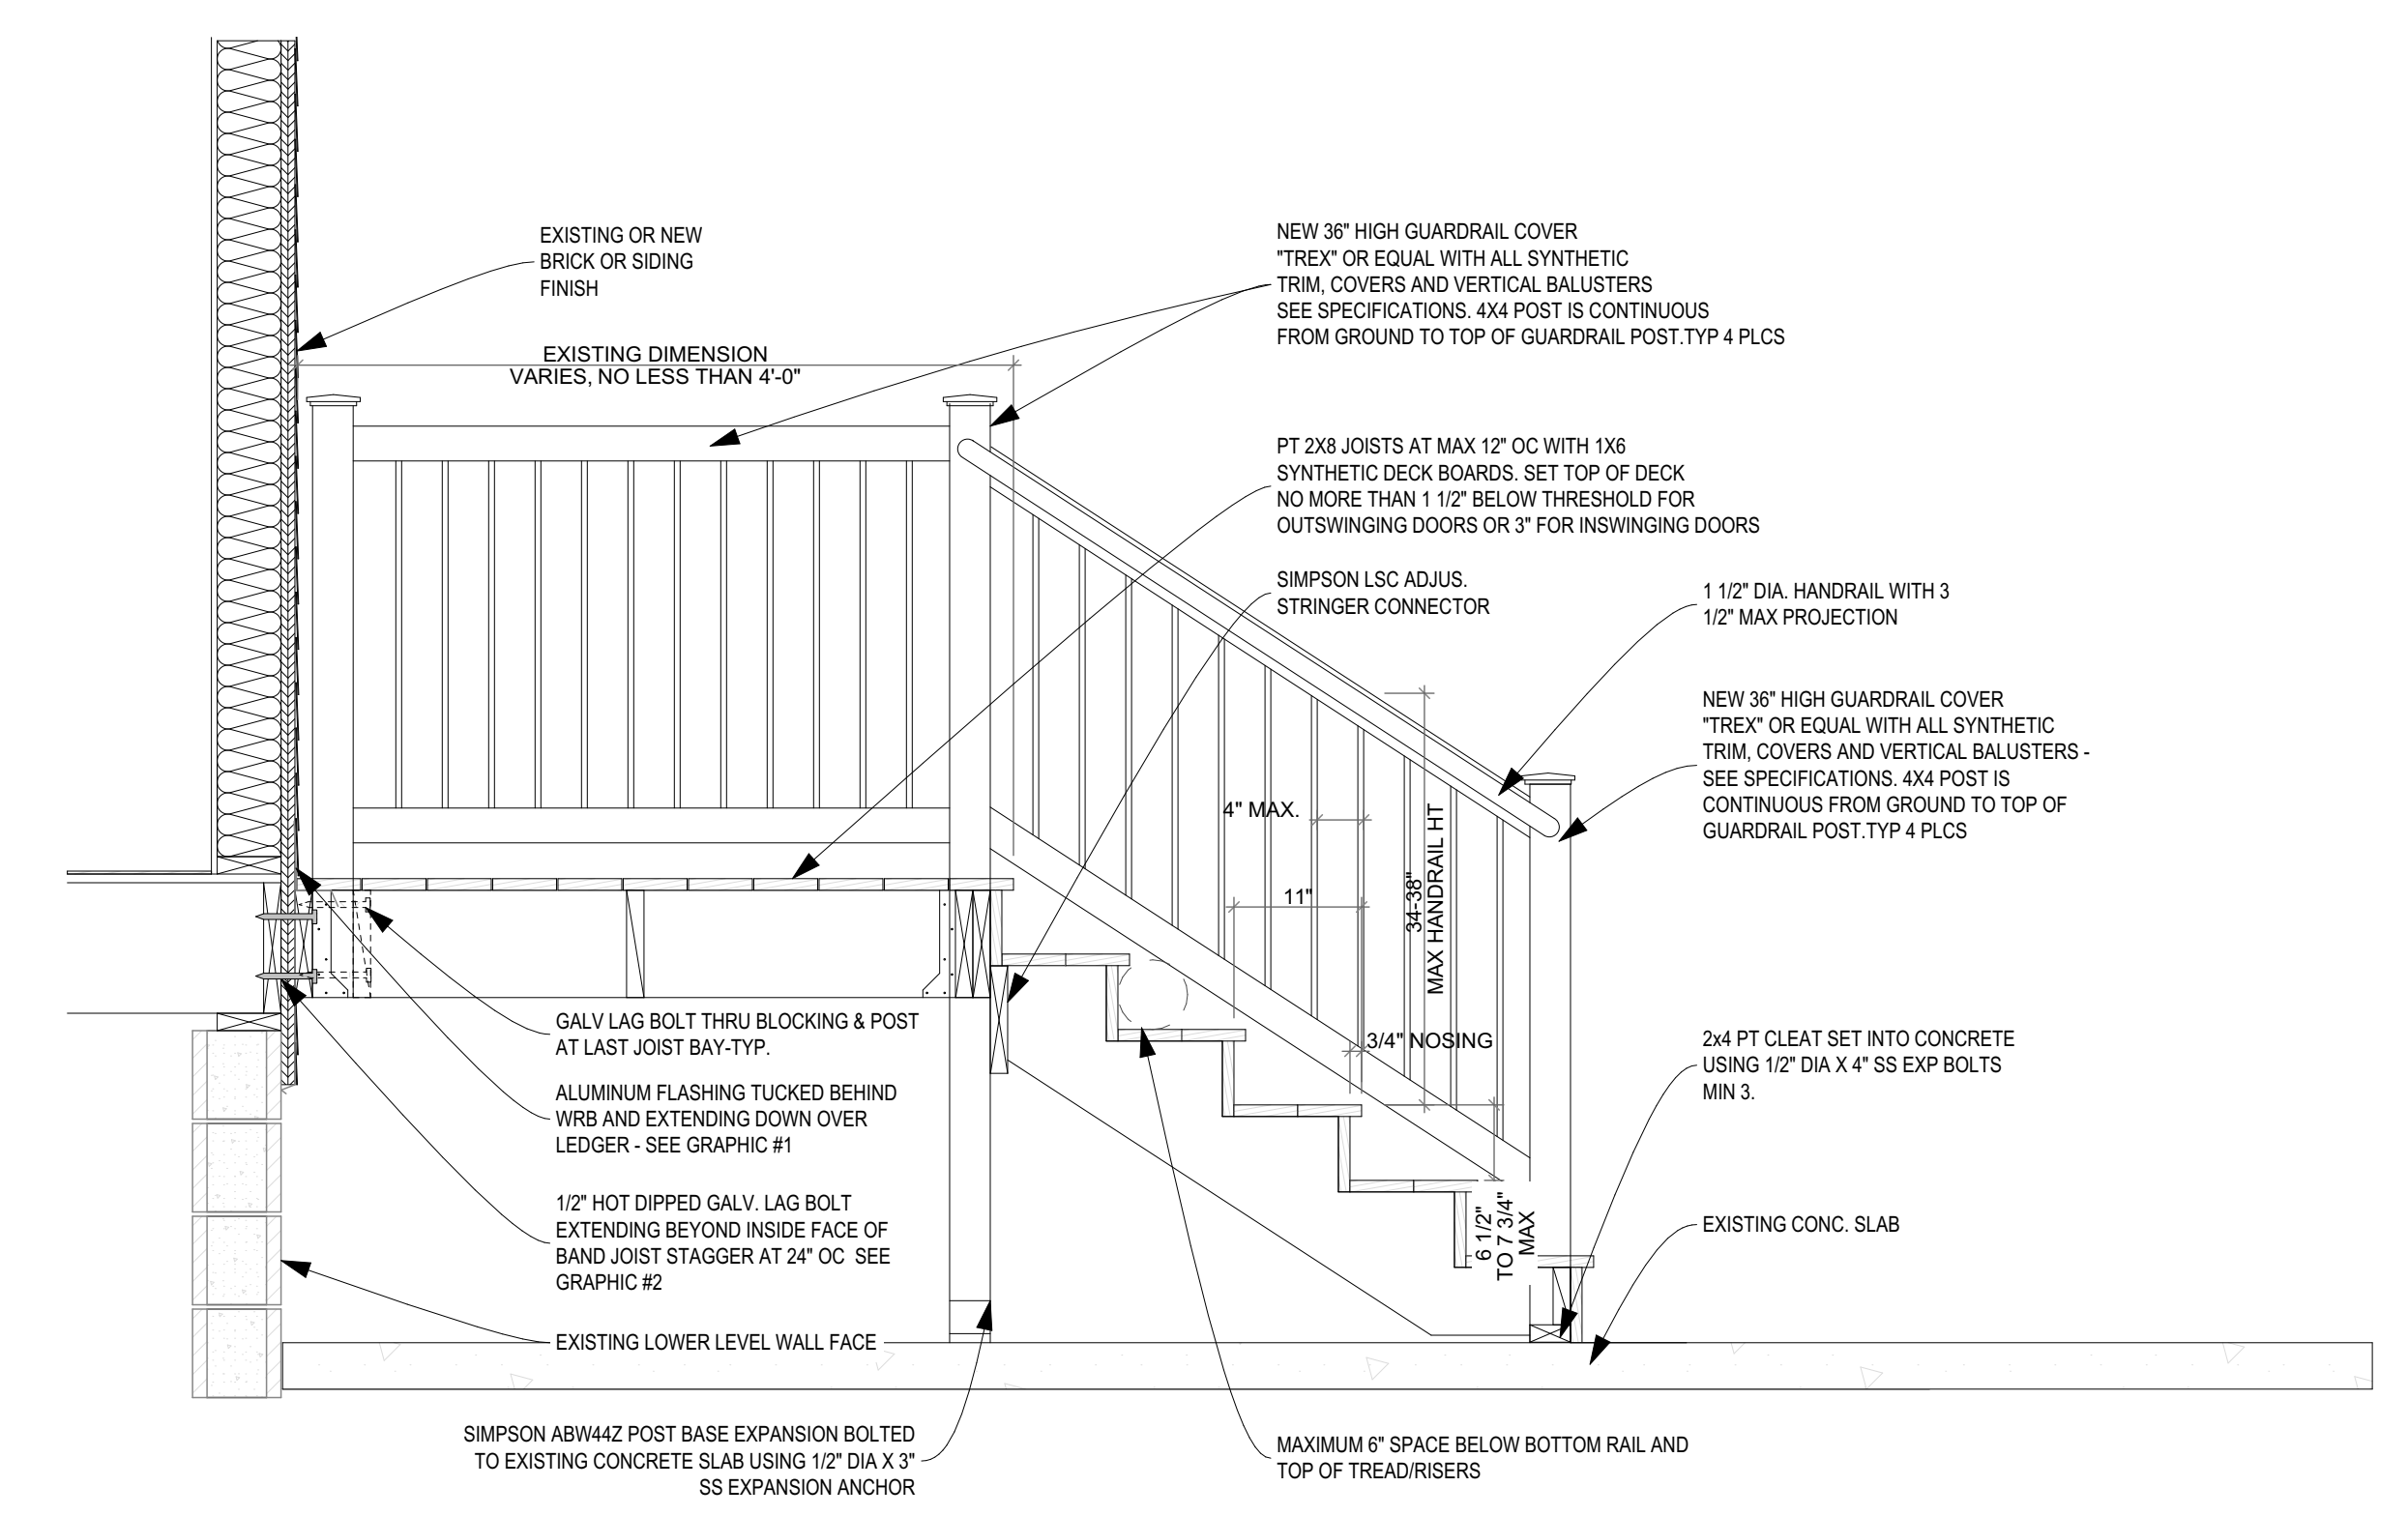 EXISTING OR NEW
BRICK OR SIDING
FINISH
NEW 36" HIGH GUARDRAIL COVER
"TREX" OR EQUAL WITH ALL SYNTHETIC
TRIM, COVERS AND VERTICAL BALUSTERS
SEE SPECIFICATIONS. 4X4 POST IS CONTINUOUS
FROM GROUND TO TOP OF GUARDRAIL POST.TYP 4 PLCS
EXISTING DIMENSION
VARIES, NO LESS THAN 4'-0"
PT 2X8 JOISTS AT MAX 12" OC WITH 1X6
SYNTHETIC DECK BOARDS. SET TOP OF DECK
NO MORE THAN 1 1/2" BELOW THRESHOLD FOR
OUTSWINGING DOORS OR 3" FOR INSWINGING DOORS
SIMPSON LSC ADJUS.
STRINGER CONNECTOR
1 1/2" DIA. HANDRAIL WITH 3
1/2" MAX PROJECTION
NEW 36" HIGH GUARDRAIL COVER
"TREX" OR EQUAL WITH ALL SYNTHETIC
TRIM, COVERS AND VERTICAL BALUSTERS -
SEE SPECIFICATIONS. 4X4 POST IS
CONTINUOUS FROM GROUND TO TOP OF
GUARDRAIL POST.TYP 4 PLCS
4" MAX.
11"
34-38"
MAX HANDRAIL HT
3/4" NOSING
6 1/2"
TO 7 3/4"
MAX
GALV LAG BOLT THRU BLOCKING & POST
AT LAST JOIST BAY-TYP.
ALUMINUM FLASHING TUCKED BEHIND
WRB AND EXTENDING DOWN OVER
LEDGER - SEE GRAPHIC #1
1/2" HOT DIPPED GALV. LAG BOLT
EXTENDING BEYOND INSIDE FACE OF
BAND JOIST STAGGER AT 24" OC SEE
GRAPHIC #2
EXISTING LOWER LEVEL WALL FACE
2x4 PT CLEAT SET INTO CONCRETE
USING 1/2" DIA X 4" SS EXP BOLTS
MIN 3.
EXISTING CONC. SLAB
SIMPSON ABW44Z POST BASE EXPANSION BOLTED
TO EXISTING CONCRETE SLAB USING 1/2" DIA X 3"
SS EXPANSION ANCHOR
MAXIMUM 6" SPACE BELOW BOTTOM RAIL AND
TOP OF TREAD/RISERS